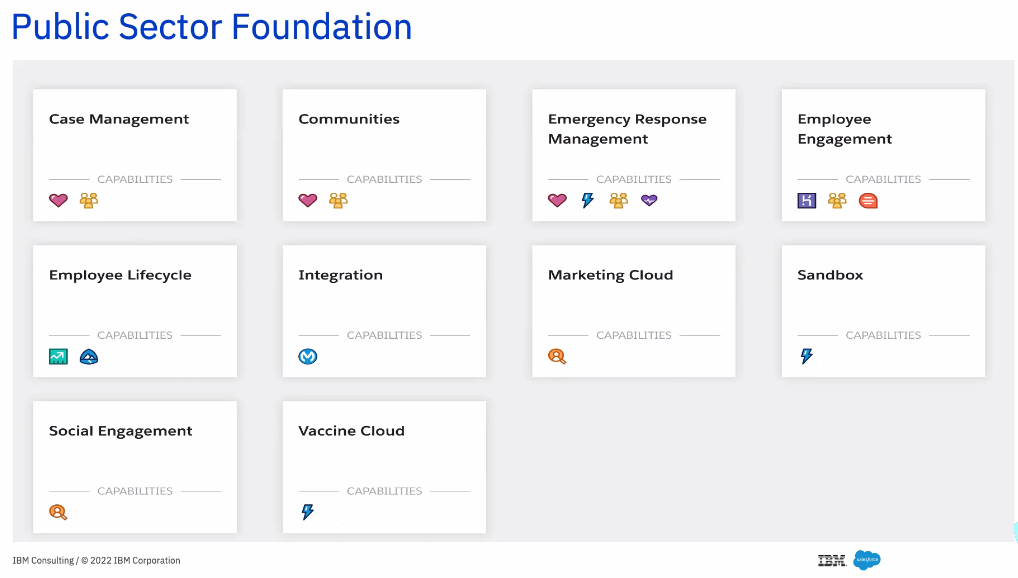 Public Sector Foundation
Case Management
CAPABILITIES
Communities
CAPABILITIES
Emergency Response
Management
CAPABILITIES
Employee
Engagement
CAPABILITIES
Employee Lifecycle
CAPABILITIES
Integration
CAPABILITIES
Marketing Cloud
CAPABILITIES
Sandbox
CAPABILITIES
Social Engagement
CAPABILITIES
Vaccine Cloud
CAPABILITIES
IBM Consulting / © 2022 IBM Corporation
IBM
salesforce